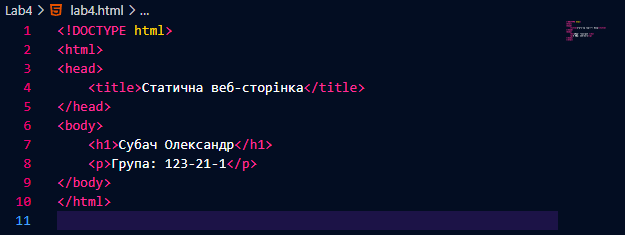 Lab4 > lab4.html > ...
1 <!DOCTYPE html>
2 <html>
3 <head>
4     <title>Статична веб-сторінка</title>
5 </head>
6 <body>
7     <h1>Субач Олександр</h1>
8     <p>Група: 123-21-1</p>
9 </body>
10 </html>
11